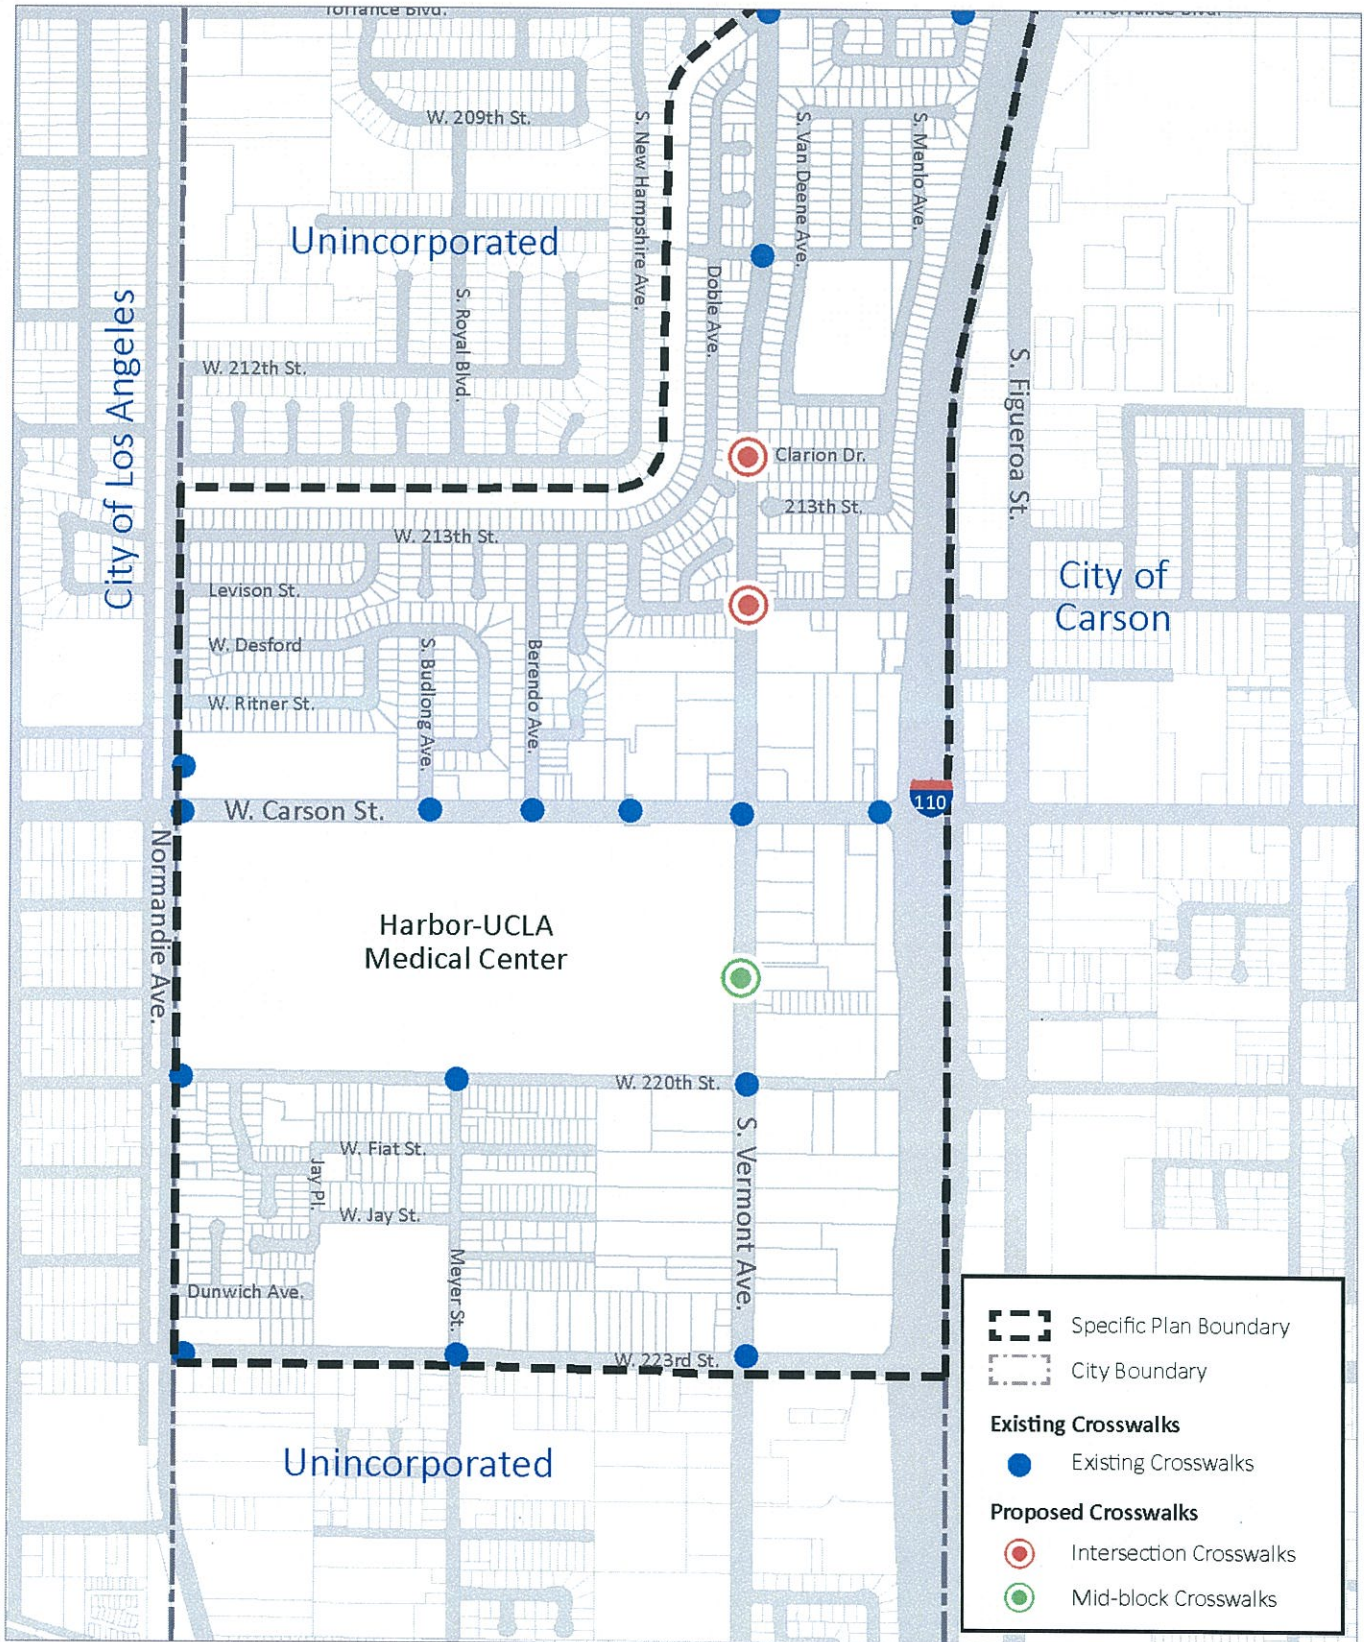 Torrance Blvd.
W. Torrance Blvd.
W. 209th St.
S. New Hampshire Ave.
S. Van Deene Ave.
S. Menlo Ave.
Unincorporated
Doble Ave.
S. Royal Blvd.
City of Los Angeles
W. 212th St.
S. Figueroa St.
Clarion Dr.
213th St.
W. 213th St.
City of
Carson
Levison St.
W. Desford
S. Budlong Ave.
Berendo Ave.
W. Ritner St.
110
W. Carson St.
Normandie Ave.
Harbor-UCLA
Medical Center
W. 220th St.
S. Vermont Ave.
W. Fiat St.
Jay Pl.
W. Jay St.
Meyer St.
Dunwich Ave.
W. 223rd St.
Unincorporated
Specific Plan Boundary
City Boundary
Existing Crosswalks
Existing Crosswalks
Proposed Crosswalks
Intersection Crosswalks
Mid-block Crosswalks